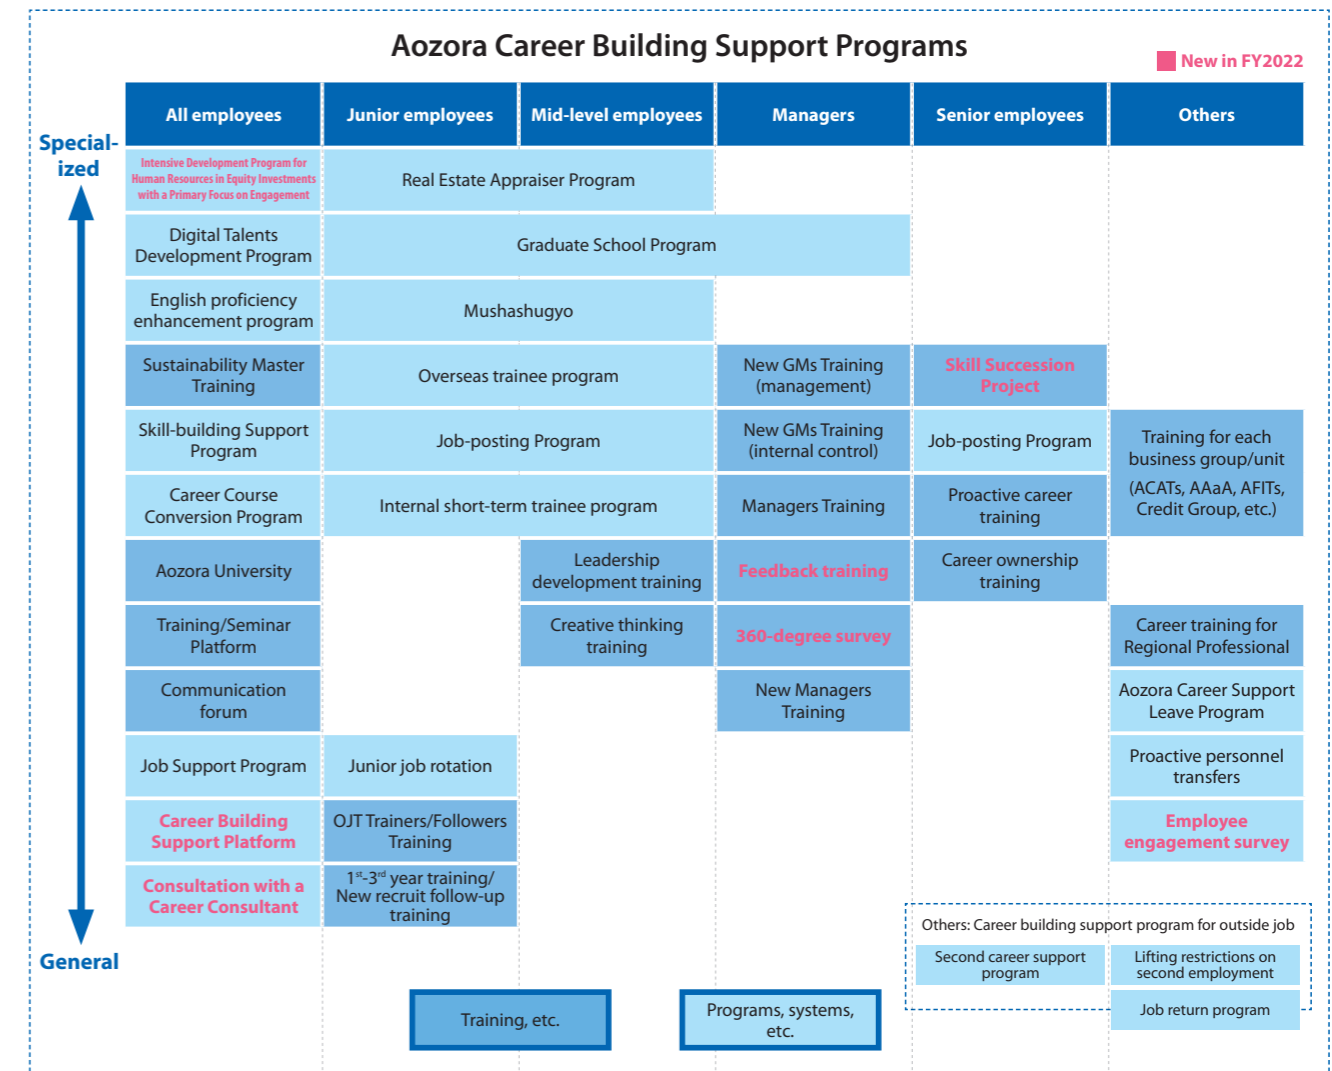 Aozora Career Building Support Programs
New in FY2022
All employees
Junior employees
Mid-level employees
Managers
Senior employees
Others
Special-
ized
Intensive Development Program for
Human Resources in Equity Investments
with a Primary Focus on Engagement
Real Estate Appraiser Program
Digital Talents
Development Program
Graduate School Program
English proficiency
enhancement program
Mushashugyo
Sustainability Master
Training
Overseas trainee program
New GMs Training
(management)
Skill Succession
Project
Skill-building Support
Program
Job-posting Program
New GMs Training
(internal control)
Job-posting Program
Training for each
business group/unit
(ACATs, AAaA, AFITs,
Credit Group, etc.)
Career Course
Conversion Program
Internal short-term trainee program
Managers Training
Proactive career
training
Aozora University
Leadership
development training
Feedback training
Career ownership
training
Training/Seminar
Platform
Creative thinking
training
360-degree survey
Career training for
Regional Professional
Communication
forum
New Managers
Training
Aozora Career Support
Leave Program
Job Support Program
Junior job rotation
Proactive personnel
transfers
Career Building
Support Platform
OJT Trainers/Followers
Training
Employee
engagement survey
Consultation with a
Career Consultant
1st-3rd year training/
New recruit follow-up
training
General
Others: Career building support program for outside job
Second career support
program
Lifting restrictions on
second employment
Job return program
Training, etc.
Programs, systems,
etc.